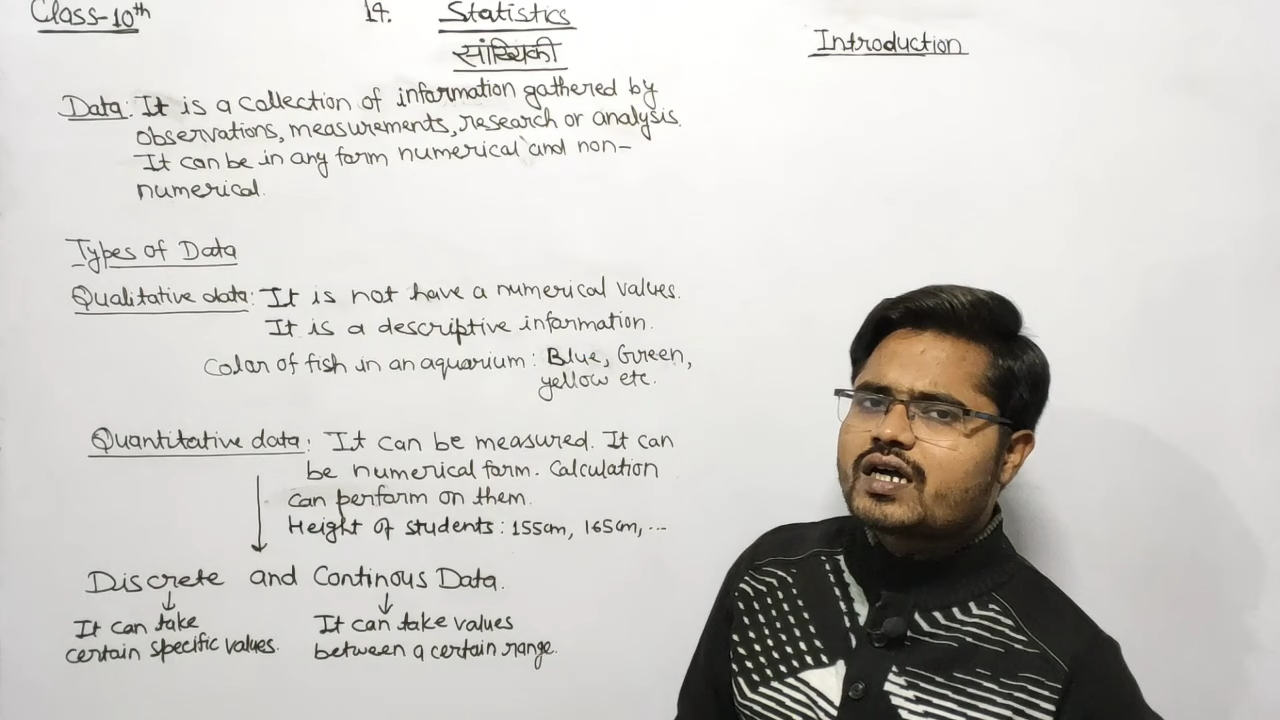 Class-10th
14. Statistics
सांख्यिकी
Introduction
Data: It is a collection of information gathered by
observations, measurements, research or analysis.
It can be in any form numerical and non-
numerical.
Types of Data
Qualitative data: It is not have a numerical values.
It is a descriptive information.
Color of fish in an aquarium: Blue, Green,
yellow etc.
Quantitative data: It can be measured. It can
be numerical form. Calculation
can perform on them.
Height of students: 155cm, 165cm, ...
Discrete and Continous Data.
It can take
certain specific values.
It can take values
between a certain range.